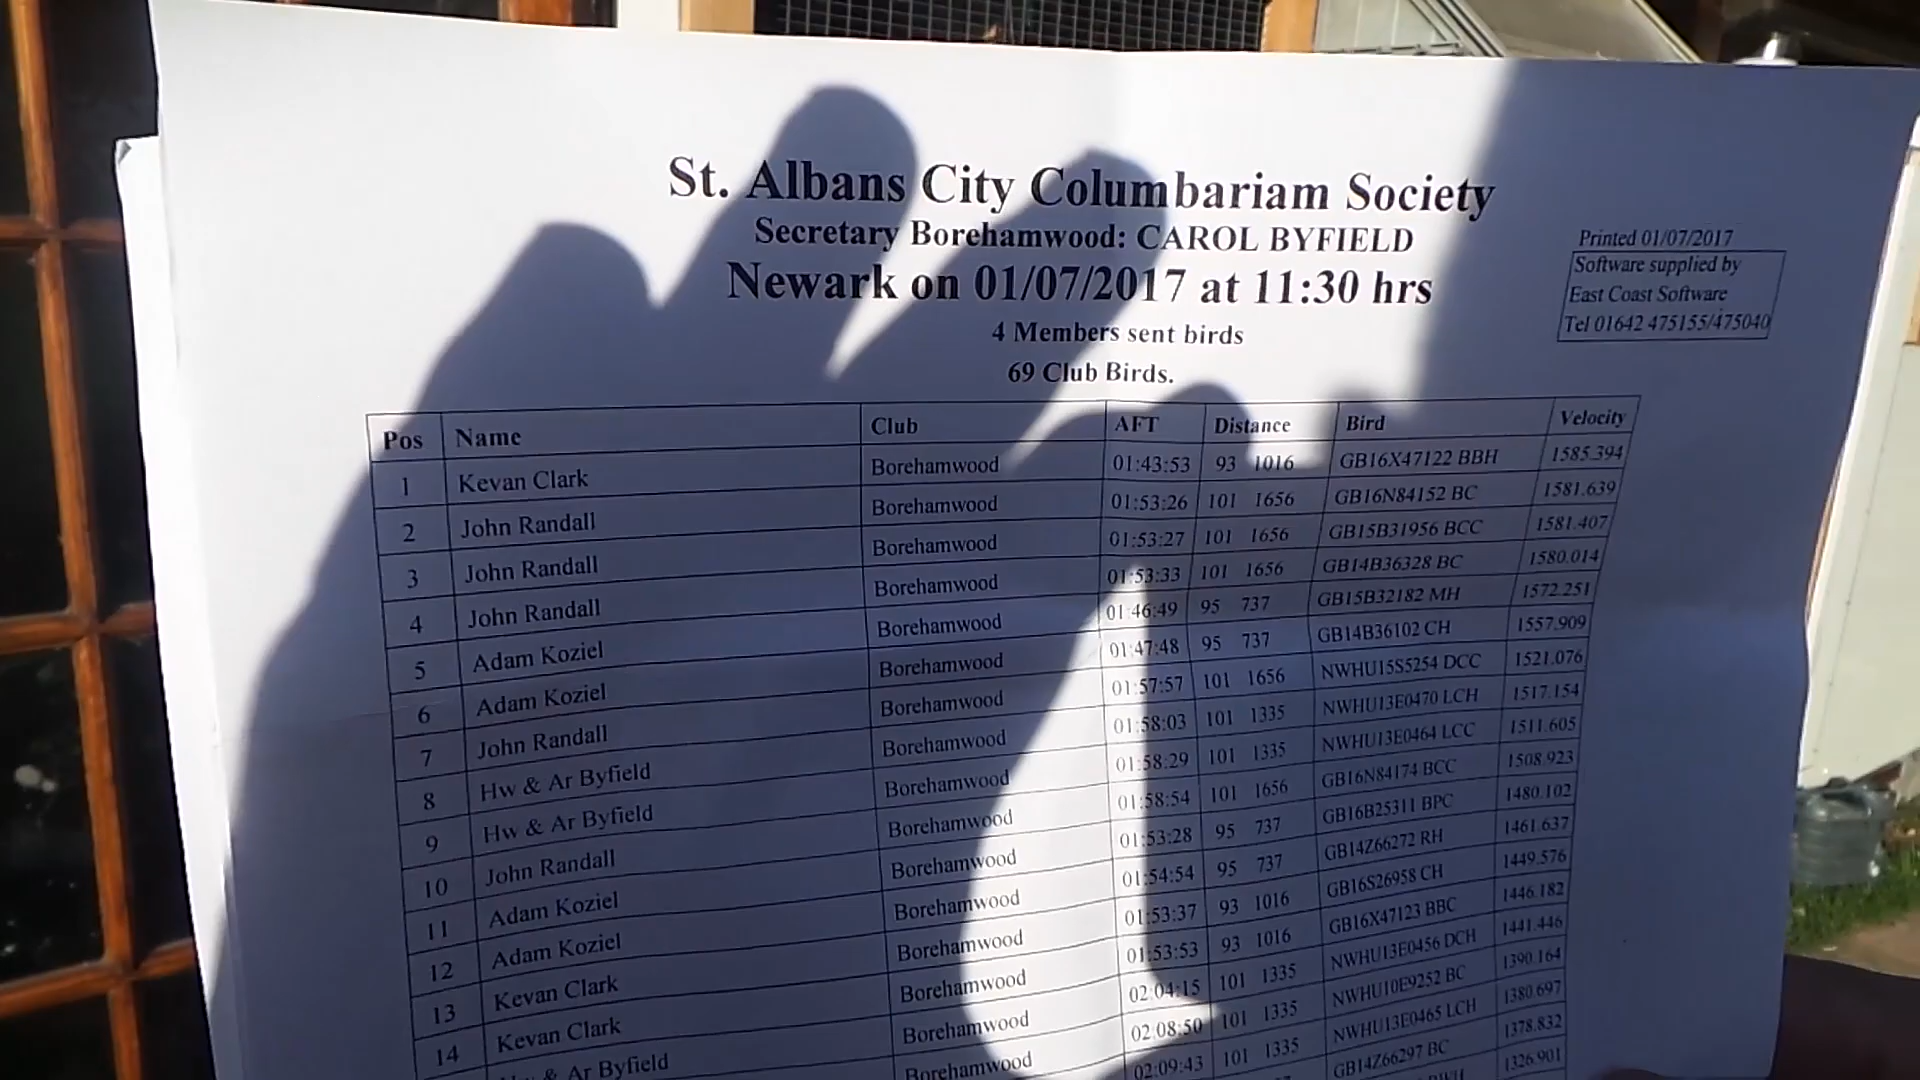 St. Albans City Columbariam Society
Secretary Borehamwood: CAROL BYFIELD
Newark on 01/07/2017 at 11:30 hrs
4 Members sent birds
69 Club Birds.
Printed 01/07/2017
Software supplied by
East Coast Software
Tel 01642 475155/475040
Pos Name Club AFT Distance Bird Velocity
1 Kevan Clark Borehamwood 01:43:53 93 1016 GB16X47122 BBH 1585.394
2 John Randall Borehamwood 01:53:26 101 1656 GB16N84152 BC 1581.639
3 John Randall Borehamwood 01:53:27 101 1656 GB15B31956 BCC 1581.407
4 John Randall Borehamwood 01:53:33 101 1656 GB14B36328 BC 1580.014
5 Adam Koziel Borehamwood 01:46:49 95 737 GB15B32182 MH 1572.251
6 Adam Koziel Borehamwood 01:47:48 95 737 GB14B36102 CH 1557.909
7 John Randall Borehamwood 01:57:57 101 1656 NWHU15S5254 DCC 1521.076
8 Hw & Ar Byfield Borehamwood 01:58:03 101 1335 NWHU13E0470 LCH 1517.154
9 Hw & Ar Byfield Borehamwood 01:58:29 101 1335 NWHU13E0464 LCC 1511.605
10 John Randall Borehamwood 01:58:54 101 1656 GB16N84174 BCC 1508.923
11 Adam Koziel Borehamwood 01:53:28 95 737 GB16B25311 BPC 1480.102
12 Adam Koziel Borehamwood 01:54:54 95 737 GB14Z66272 RH 1461.637
13 Kevan Clark Borehamwood 01:53:37 93 1016 GB16S26958 CH 1449.576
14 Kevan Clark Borehamwood 01:53:53 93 1016 GB16X47123 BBC 1446.182
& Ar Byfield Borehamwood 02:04:15 101 1335 NWHU13E0456 DCH 1441.446
Borehamwood 02:08:50 101 1335 NWHU10E9252 BC 1390.164
02:09:43 101 1335 NWHU13E0465 LCH 1380.697
GB14Z66297 BC 1378.832
1326.901